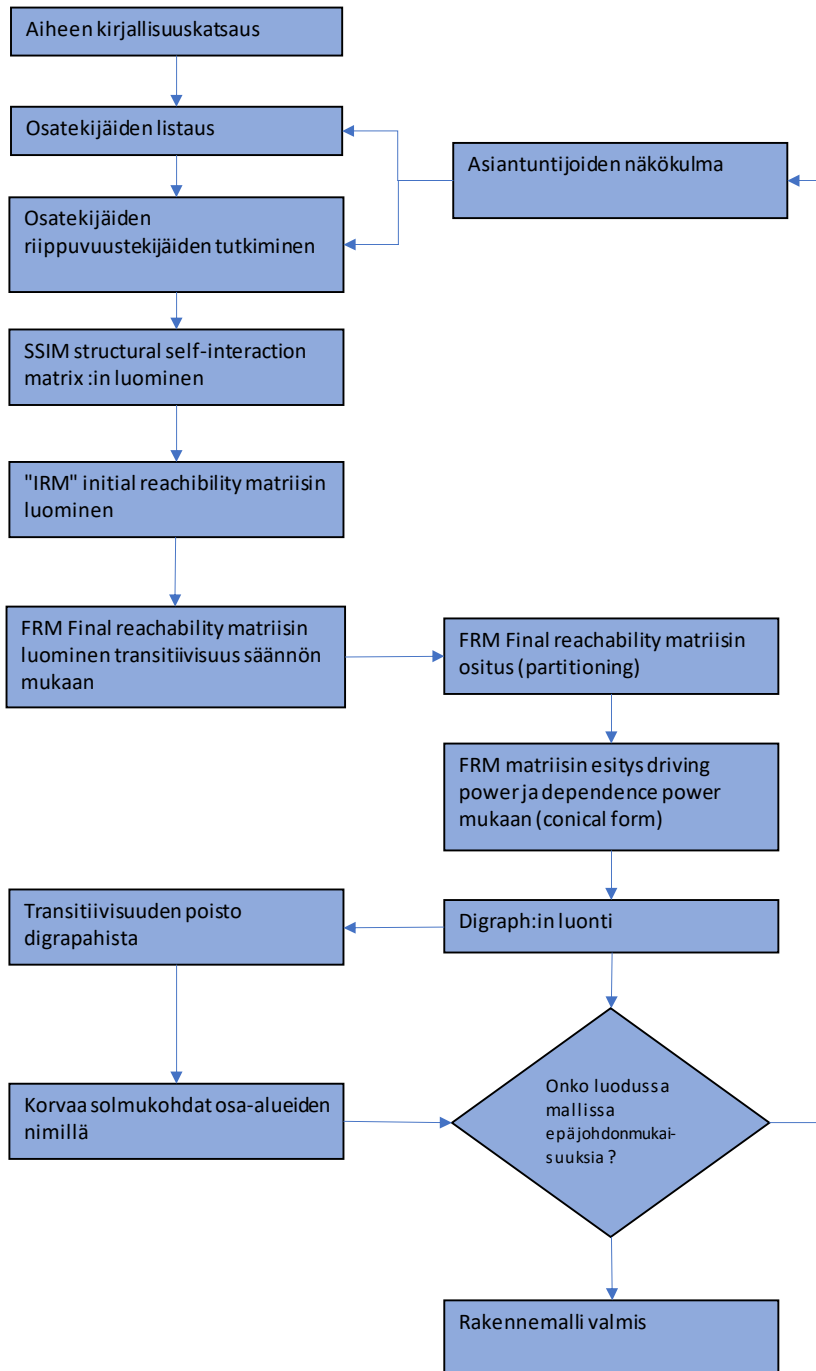 Aiheen kirjallisuuskatsaus
Osatekijäiden listaus
Asiantuntijoiden näkökulma
Osatekijäiden
riippuvuustekijäiden tutkiminen
SSIM structural self-interaction
matrix :in luominen
"IRM" initial reachibility matriisin
luominen
FRM Final reachability matriisin
luominen transitiivisuus säännön
mukaan
FRM Final reachability matriisin
ositus (partitioning)
FRM matriisin esitys driving
power ja dependence power
mukaan (conical form)
Transitiivisuuden poisto
digrapahista
Digraph:in luonti
Korvaa solmukohdat osa-alueiden
nimillä
Onko luodussa
mallissa
epäjohdonmukai-
suuksia ?
Rakennemalli valmis